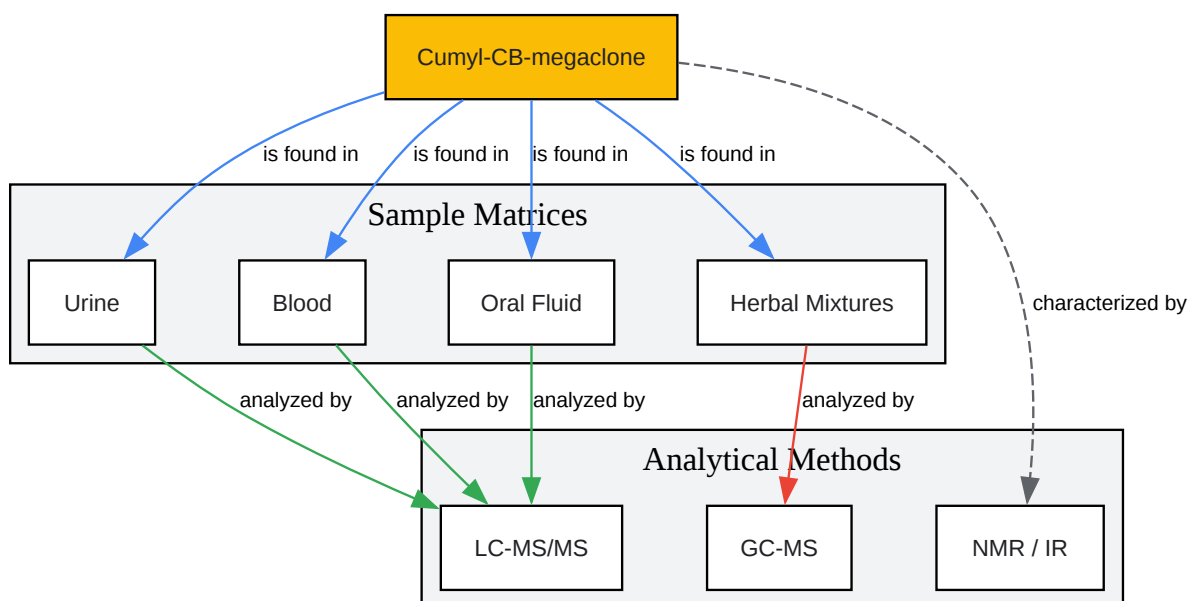 Cumyl-CB-megaclone
is found in
is found in
is found in
is found in
Sample Matrices
Urine
Blood
Oral Fluid
Herbal Mixtures
characterized by
analyzed by
analyzed by
analyzed by
analyzed by
Analytical Methods
LC-MS/MS
GC-MS
NMR / IR